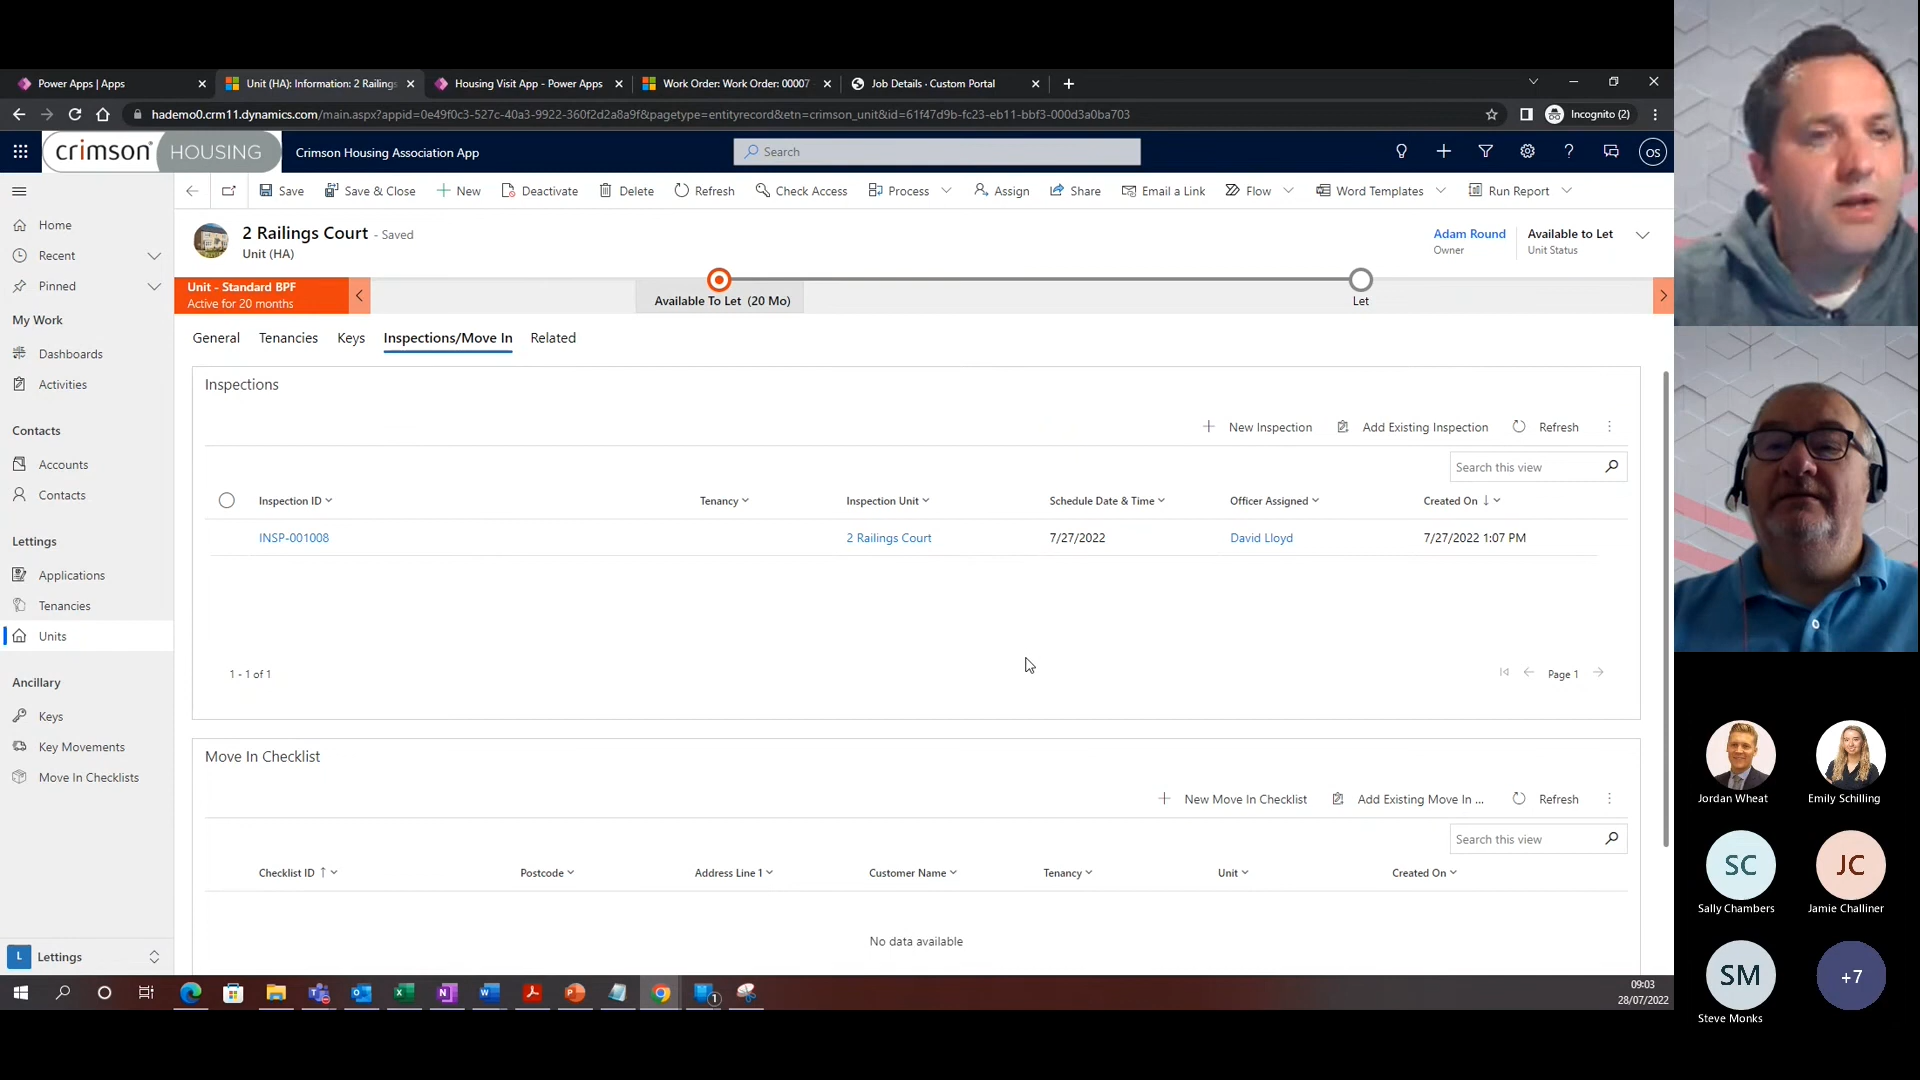 Power Apps | Apps
Unit (HA): Information: 2 Railings
Housing Visit App - Power Apps
Work Order: Work Order: 00007
Job Details · Custom Portal
hademo0.crm11.dynamics.com/main.aspx?appid=0e49f0c3-527c-40a3-9922-360f2d2a8a9f&pagetype=entityrecord&etn=crimson_unit&id=61f47d9b-fc23-eb11-bbf3-000d3a0ba703
Incognito (2)
crimson HOUSING
Crimson Housing Association App
Search
OS
Save
Save & Close
New
Deactivate
Delete
Refresh
Check Access
Process
Assign
Share
Email a Link
Flow
Word Templates
Run Report
Home
Recent
Pinned
My Work
Dashboards
Activities
Contacts
Accounts
Contacts
Lettings
Applications
Tenancies
Units
Ancillary
Keys
Key Movements
Move In Checklists
L Lettings
2 Railings Court - Saved
Unit (HA)
Adam Round
Owner
Available to Let
Unit Status
Unit - Standard BPF
Active for 20 months
Available To Let (20 Mo)
Let
General Tenancies Keys Inspections/Move In Related
Inspections
New Inspection Add Existing Inspection Refresh
Search this view
Inspection ID Tenancy Inspection Unit Schedule Date & Time Officer Assigned Created On
INSP-001008 2 Railings Court 7/27/2022 David Lloyd 7/27/2022 1:07 PM
1 - 1 of 1
Page 1
Move In Checklist
New Move In Checklist Add Existing Move In ... Refresh
Search this view
Checklist ID Postcode Address Line 1 Customer Name Tenancy Unit Created On
No data available
1
09:03
28/07/2022
Jordan Wheat
Emily Schilling
SC
Sally Chambers
JC
Jamie Challiner
SM
Steve Monks
+7